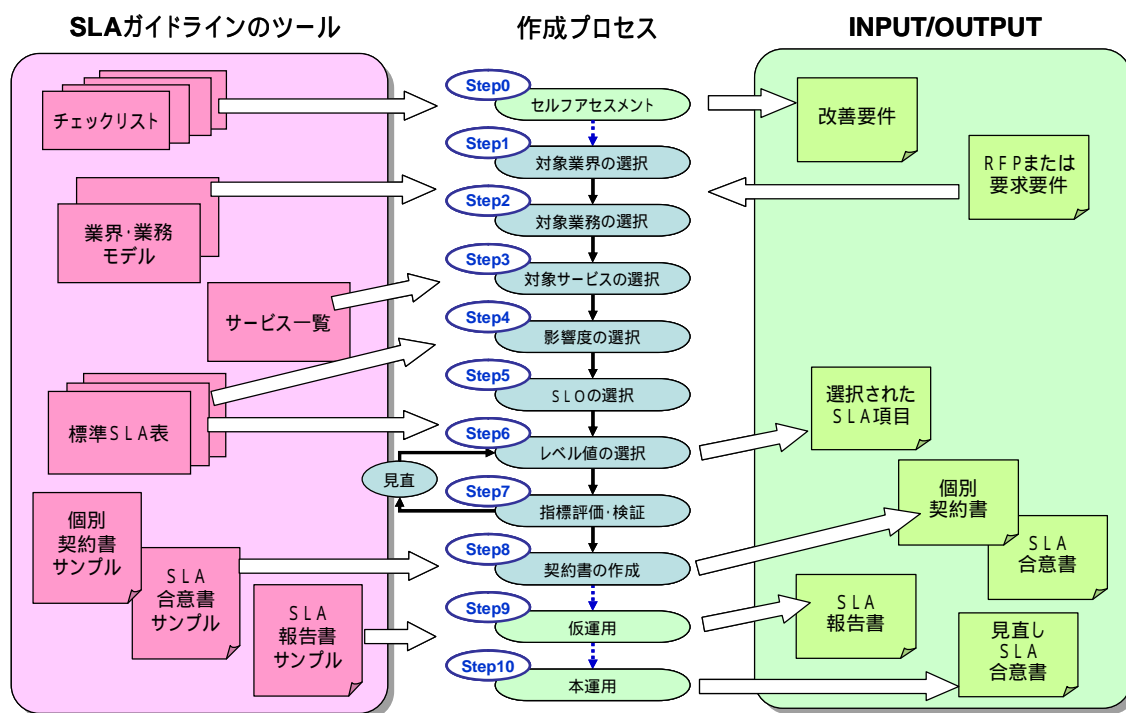 SLAガイドラインのツール
作成プロセス
INPUT/OUTPUT
チェックリスト
業界・業務
モデル
サービス一覧
標準SLA表
個別
契約書
サンプル
SLA
合意書
サンプル
SLA
報告書
サンプル
Step0
セルフアセスメント
Step1
対象業界の選択
Step2
対象業務の選択
Step3
対象サービスの選択
Step4
影響度の選択
Step5
SLOの選択
Step6
レベル値の選択
見直
Step7
指標評価・検証
Step8
契約書の作成
Step9
仮運用
Step10
本運用
改善要件
RFPまたは
要求要件
選択された
SLA項目
個別
契約書
SLA
合意書
SLA
報告書
見直し
SLA
合意書